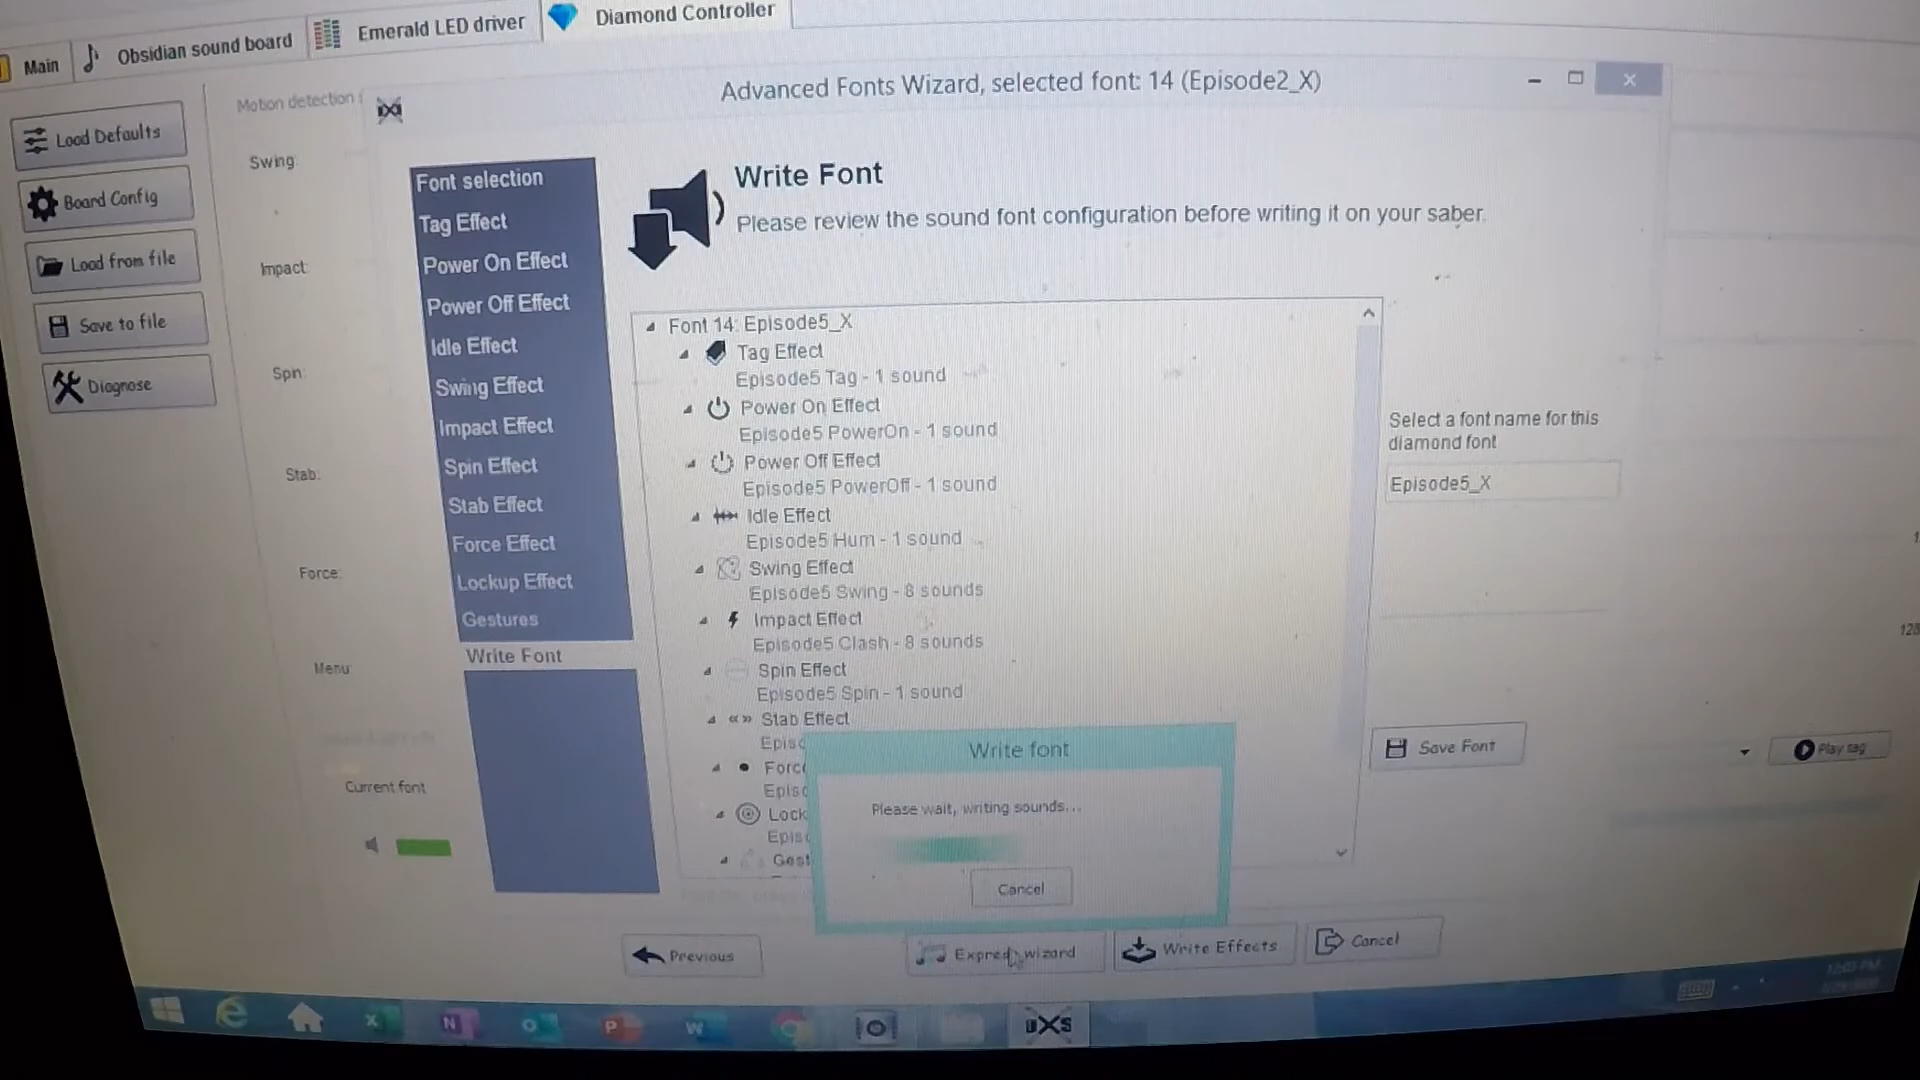 Main
Obsidian sound board
Emerald LED driver
Diamond Controller
Load Defaults
Board Config
Load from file
Save to file
Diagnose
Motion detection
Swing:
Impact:
Spin:
Stab:
Force:
Menu
Current font
Advanced Fonts Wizard, selected font: 14 (Episode2_X)
Font selection
Tag Effect
Power On Effect
Power Off Effect
Idle Effect
Swing Effect
Impact Effect
Spin Effect
Stab Effect
Force Effect
Lockup Effect
Gestures
Write Font
Write Font
Please review the sound font configuration before writing it on your saber.
Font 14: Episode5_X
Tag Effect
Episode5 Tag - 1 sound
Power On Effect
Episode5 PowerOn - 1 sound
Power Off Effect
Episode5 PowerOff - 1 sound
Idle Effect
Episode5 Hum - 1 sound
Swing Effect
Episode5 Swing - 8 sounds
Impact Effect
Episode5 Clash - 8 sounds
Spin Effect
Episode5 Spin - 1 sound
Stab Effect
Episo
Force
Episo
Lock
Episo
Gest
Select a font name for this
diamond font
Episode5_X
Save Font
Play tag
128
Write font
Please wait, writing sounds...
Cancel
Previous
Express wizard
Write Effects
Cancel
DXS